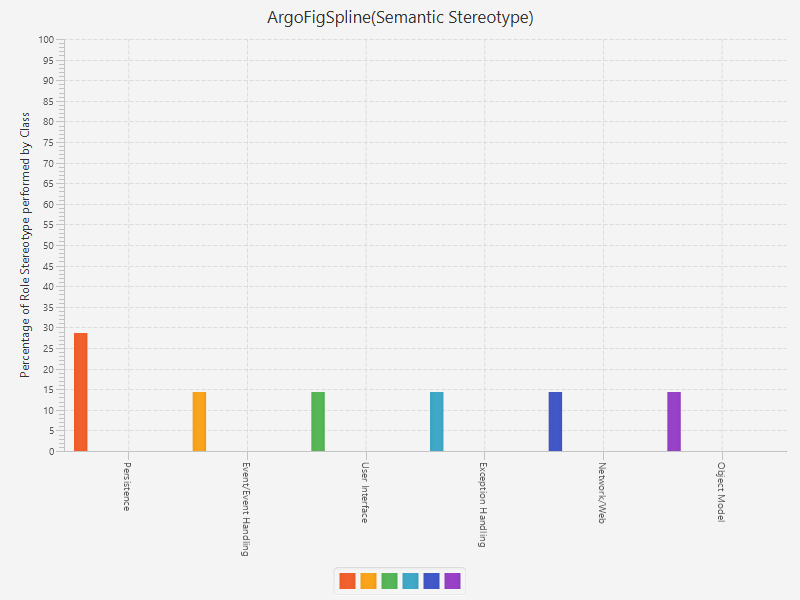 ArgoFigSpline(Semantic Stereotype)
Percentage of Role Stereotype performed by Class
100
95
90
85
80
75
70
65
60
55
50
45
40
35
30
25
20
15
10
5
0
Persistence
Event/Event Handling
User Interface
Exception Handling
Network/Web
Object Model